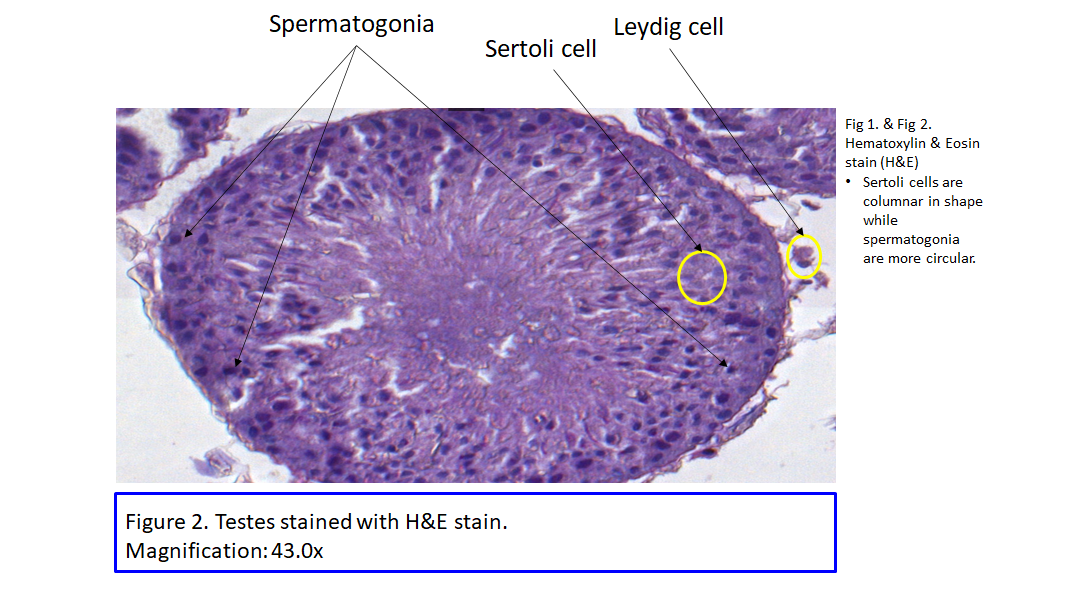 Spermatogonia
Sertoli cell
Leydig cell
Fig 1. & Fig 2.
Hematoxylin & Eosin
stain (H&E)
• Sertoli cells are
columnar in shape
while
spermatogonia
are more circular.
Figure 2. Testes stained with H&E stain.
Magnification: 43.0x